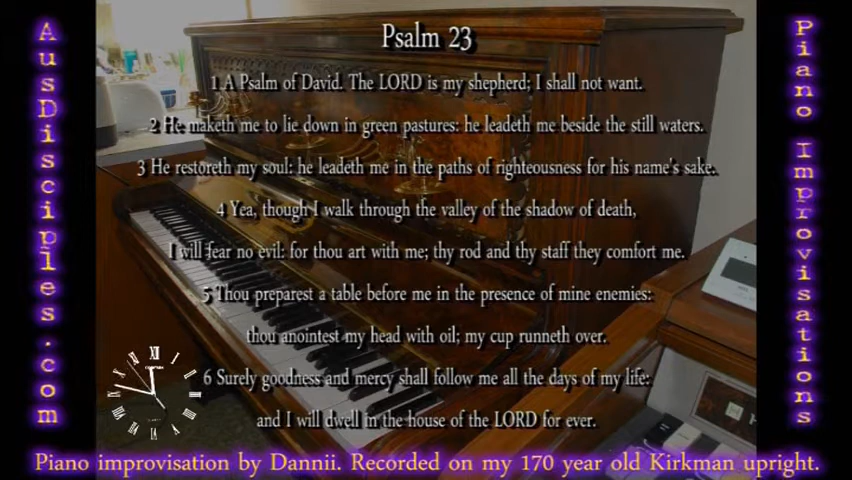 Psalm 23
1 A Psalm of David. The LORD is my shepherd; I shall not want.
2 He maketh me to lie down in green pastures: he leadeth me beside the still waters.
3 He restoreth my soul: he leadeth me in the paths of righteousness for his name's sake.
4 Yea, though I walk through the valley of the shadow of death,
I will fear no evil: for thou art with me; thy rod and thy staff they comfort me.
5 Thou preparest a table before me in the presence of mine enemies:
thou anointest my head with oil; my cup runneth over.
6 Surely goodness and mercy shall follow me all the days of my life:
and I will dwell in the house of the LORD for ever.
AusDisciples.com
Piano Improvisations
Piano improvisation by Dannii. Recorded on my 170 year old Kirkman upright.